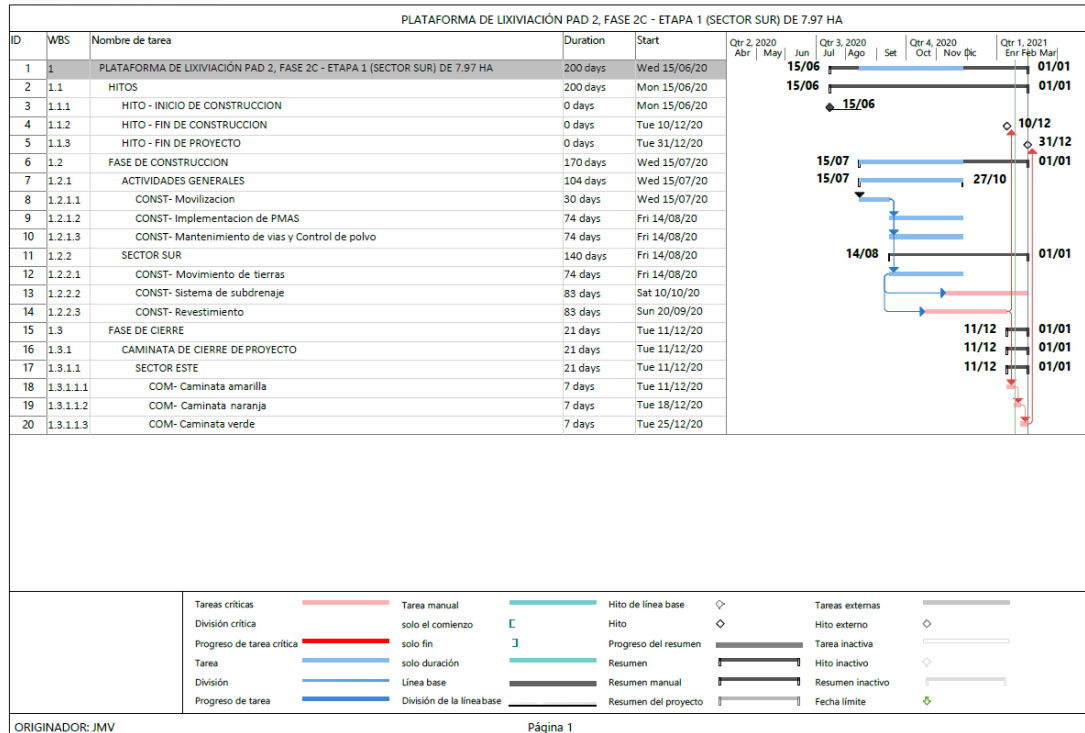 PLATAFORMA DE LIXIVIACIÓN PAD 2, FASE 2C - ETAPA 1 (SECTOR SUR) DE 7.97 HA
ID WBS Nombre de tarea Duration Start Qtr 2, 2020 Qtr 3, 2020 Qtr 4, 2020 Qtr 1, 2021
Abr May Jun Jul Ago Set Oct Nov Dic Enr Feb Mar
1 1 PLATAFORMA DE LIXIVIACIÓN PAD 2, FASE 2C - ETAPA 1 (SECTOR SUR) DE 7.97 HA 200 days Wed 15/06/20 15/06 01/01
2 1.1 HITOS 200 days Mon 15/06/20 15/06 01/01
3 1.1.1 HITO - INICIO DE CONSTRUCCION 0 days Mon 15/06/20 15/06
4 1.1.2 HITO - FIN DE CONSTRUCCION 0 days Tue 10/12/20 10/12
5 1.1.3 HITO - FIN DE PROYECTO 0 days Tue 31/12/20 31/12
6 1.2 FASE DE CONSTRUCCION 170 days Wed 15/07/20 15/07 01/01
7 1.2.1 ACTIVIDADES GENERALES 104 days Wed 15/07/20 15/07 27/10
8 1.2.1.1 CONST- Movilizacion 30 days Wed 15/07/20
9 1.2.1.2 CONST- Implementacion de PMAS 74 days Fri 14/08/20
10 1.2.1.3 CONST- Mantenimiento de vias y Control de polvo 74 days Fri 14/08/20
11 1.2.2 SECTOR SUR 140 days Fri 14/08/20 14/08 01/01
12 1.2.2.1 CONST- Movimiento de tierras 74 days Fri 14/08/20
13 1.2.2.2 CONST- Sistema de subdrenaje 83 days Sat 10/10/20
14 1.2.2.3 CONST- Revestimiento 83 days Sun 20/09/20
15 1.3 FASE DE CIERRE 21 days Tue 11/12/20 11/12 01/01
16 1.3.1 CAMINATA DE CIERRE DE PROYECTO 21 days Tue 11/12/20 11/12 01/01
17 1.3.1.1 SECTOR ESTE 21 days Tue 11/12/20 11/12 01/01
18 1.3.1.1.1 COM- Caminata amarilla 7 days Tue 11/12/20
19 1.3.1.1.2 COM- Caminata naranja 7 days Tue 18/12/20
20 1.3.1.1.3 COM- Caminata verde 7 days Tue 25/12/20
Tareas críticas Tarea manual Hito de línea base Tareas externas
División crítica solo el comienzo Hito Hito externo
Progreso de tarea crítica solo fin Progreso del resumen Tarea inactiva
Tarea solo duración Resumen Hito inactivo
División Línea base Resumen manual Resumen inactivo
Progreso de tarea División de la línea base Resumen del proyecto Fecha límite
ORIGINADOR: JMV Página 1